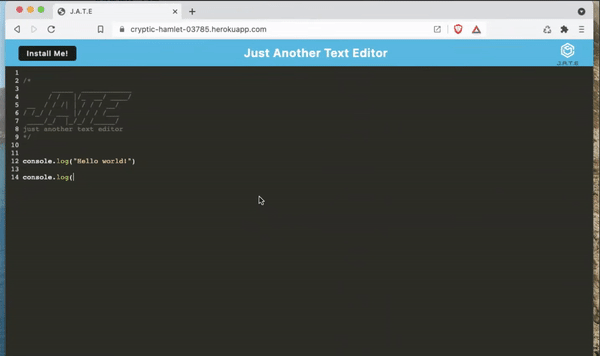 J.A.T.E
cryptic-hamlet-03785.herokuapp.com
Install Me!
Just Another Text Editor
J.A.T.E
1
2 /*
3
4
5
6
7
8 just another text editor
9 */
10
11
12 console.log("Hello world!")
13
14 console.log(